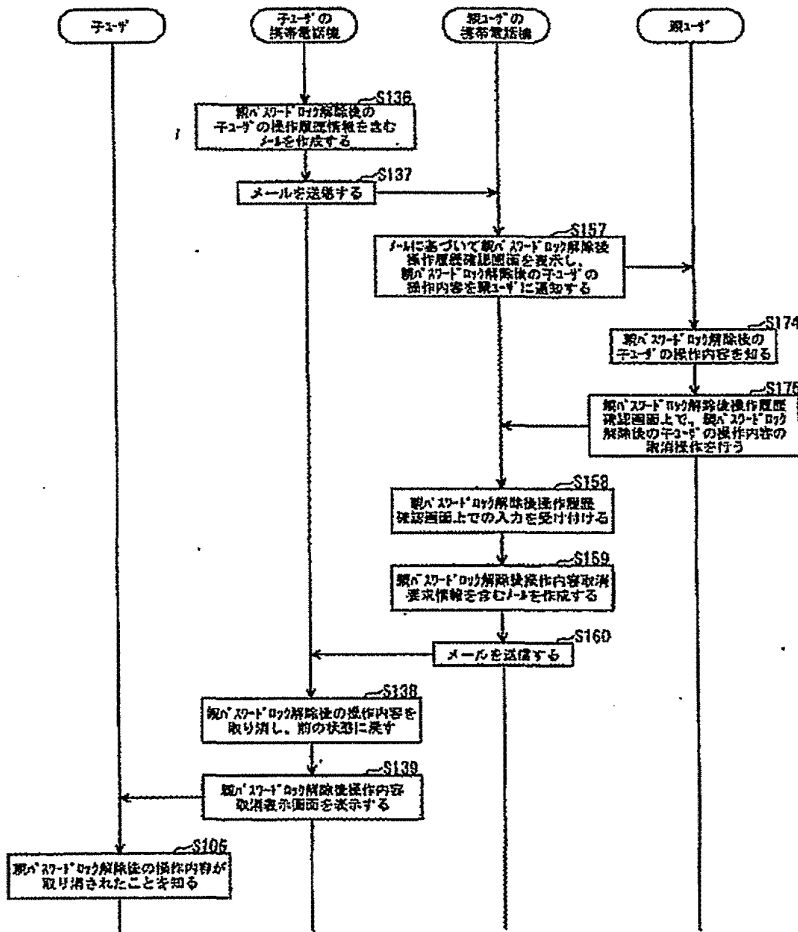 子ユーザ
子ユーザの
携帯電話機
親ユーザの
携帯電話機
親ユーザ
S136
親パスワードロック解除後の
子ユーザの操作履歴情報を含む
メールを作成する
S137
メールを送信する
S157
メールに基づいて親パスワードロック解除後
操作履歴確認画面を表示し、
親パスワードロック解除後の子ユーザの
操作内容を親ユーザに通知する
S174
親パスワードロック解除後の
子ユーザの操作内容を知る
S175
親パスワードロック解除後操作履歴
確認画面上で、親パスワードロック
解除後の子ユーザの操作内容の
取消操作を行う
S158
親パスワードロック解除後操作履歴
確認画面上での入力を受け付ける
S159
親パスワードロック解除後操作内容取消
要求情報を含むメールを作成する
S160
メールを送信する
S138
親パスワードロック解除後の操作内容を
取り消し、前の状態に戻す
S139
親パスワードロック解除後操作内容
取消表示画面を表示する
S106
親パスワードロック解除後の操作内容が
取り消されたことを知る